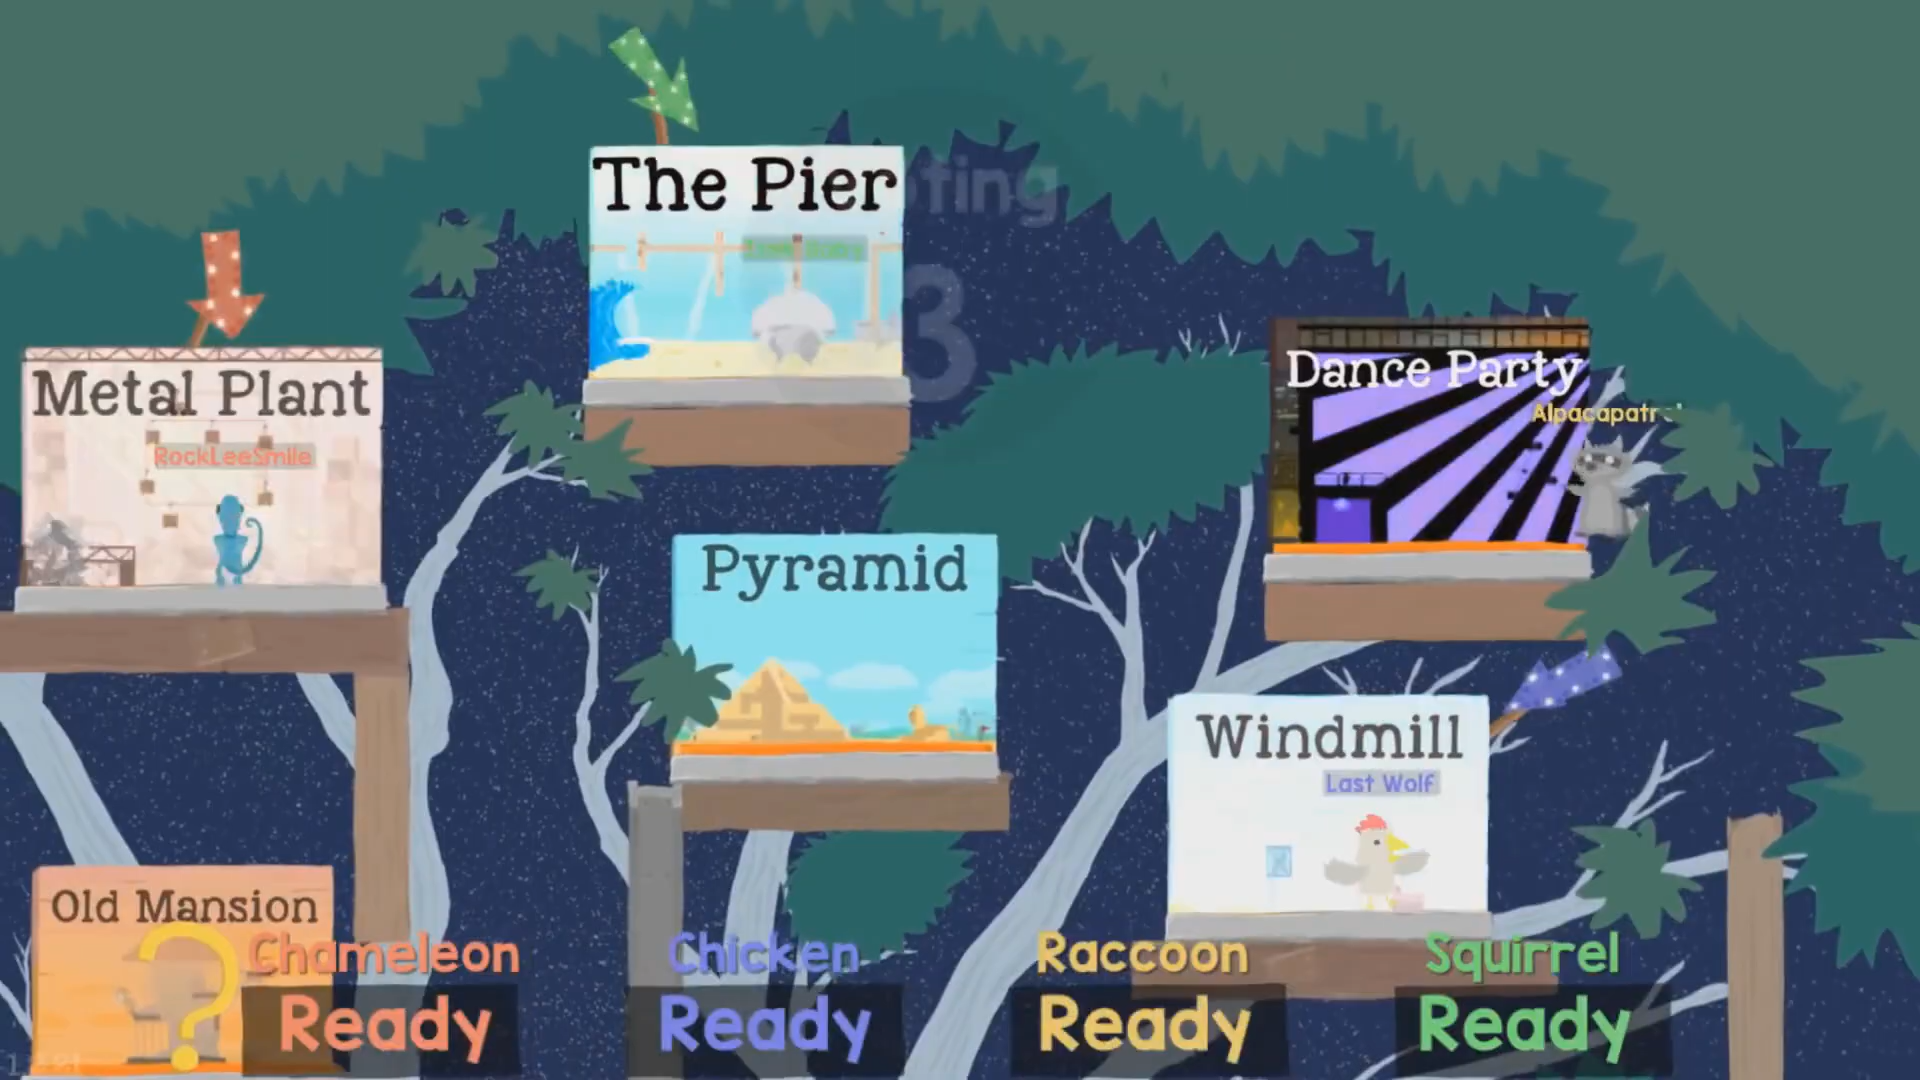 The Pier
3
Metal Plant
RockLeeSmile
Dance Party
Pyramid
Windmill
Last Wolf
Old Mansion
?
Chameleon
Chicken
Raccoon
Squirrel
Ready
Ready
Ready
Ready